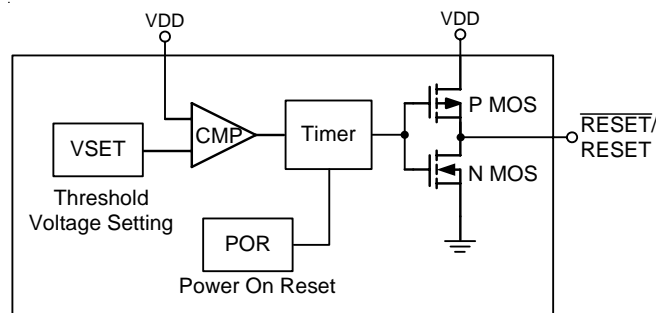 VDD
VDD
P MOS
CMP
Timer
RESET/
RESET
VSET
N MOS
Threshold
Voltage Setting
POR
Power On Reset